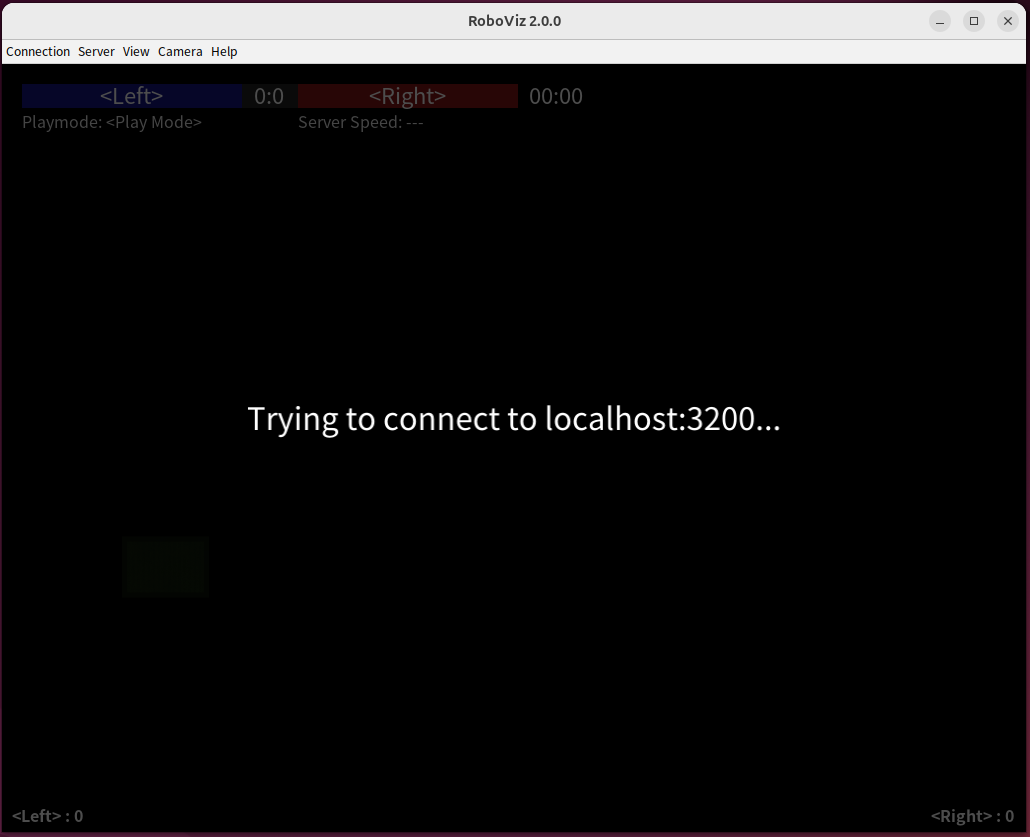 RoboViz 2.0.0
Connection Server View Camera Help
<Left> 0:0 <Right> 00:00
Playmode: <Play Mode> Server Speed: ---
Trying to connect to localhost:3200...
<Left> : 0 <Right> : 0